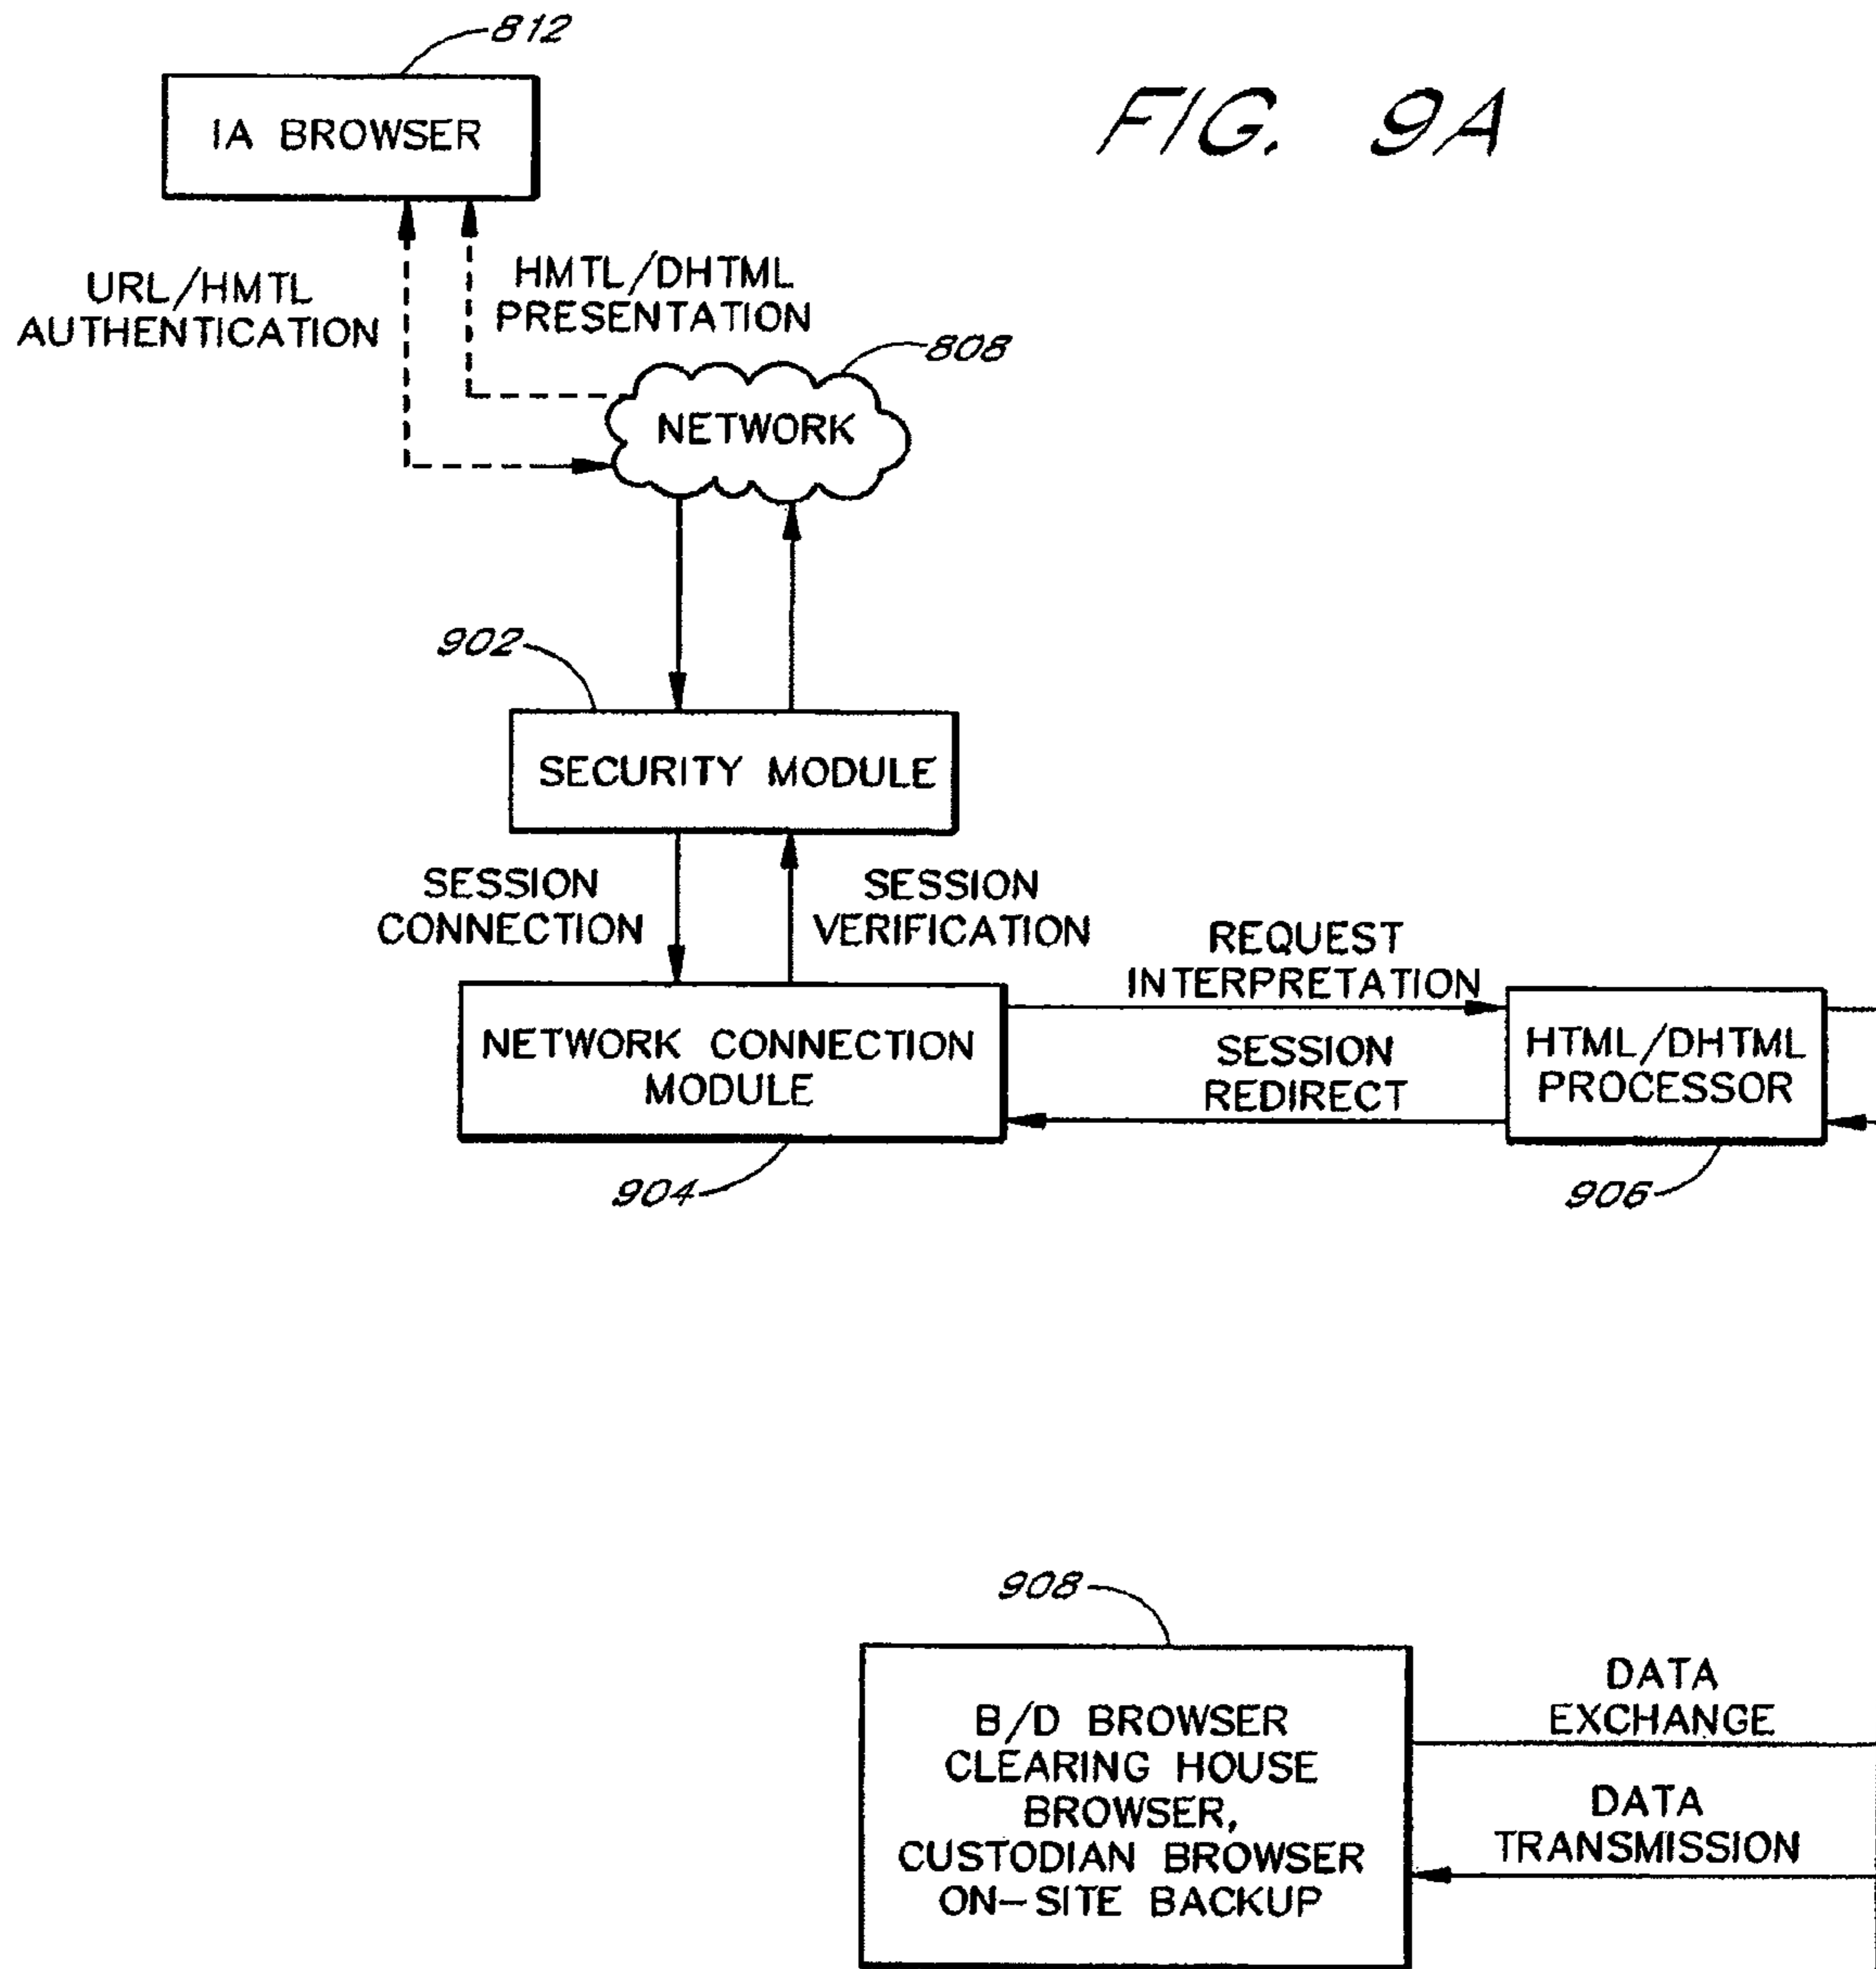 812
IA BROWSER
FIG. 9A
URL/HMTL
AUTHENTICATION
HMTL/DHTML
PRESENTATION
808
NETWORK
902
SECURITY MODULE
SESSION
CONNECTION
SESSION
VERIFICATION
REQUEST
INTERPRETATION
NETWORK CONNECTION
MODULE
SESSION
REDIRECT
HTML/DHTML
PROCESSOR
904
906
908
B/D BROWSER
CLEARING HOUSE
BROWSER,
CUSTODIAN BROWSER
ON-SITE BACKUP
DATA
EXCHANGE
DATA
TRANSMISSION